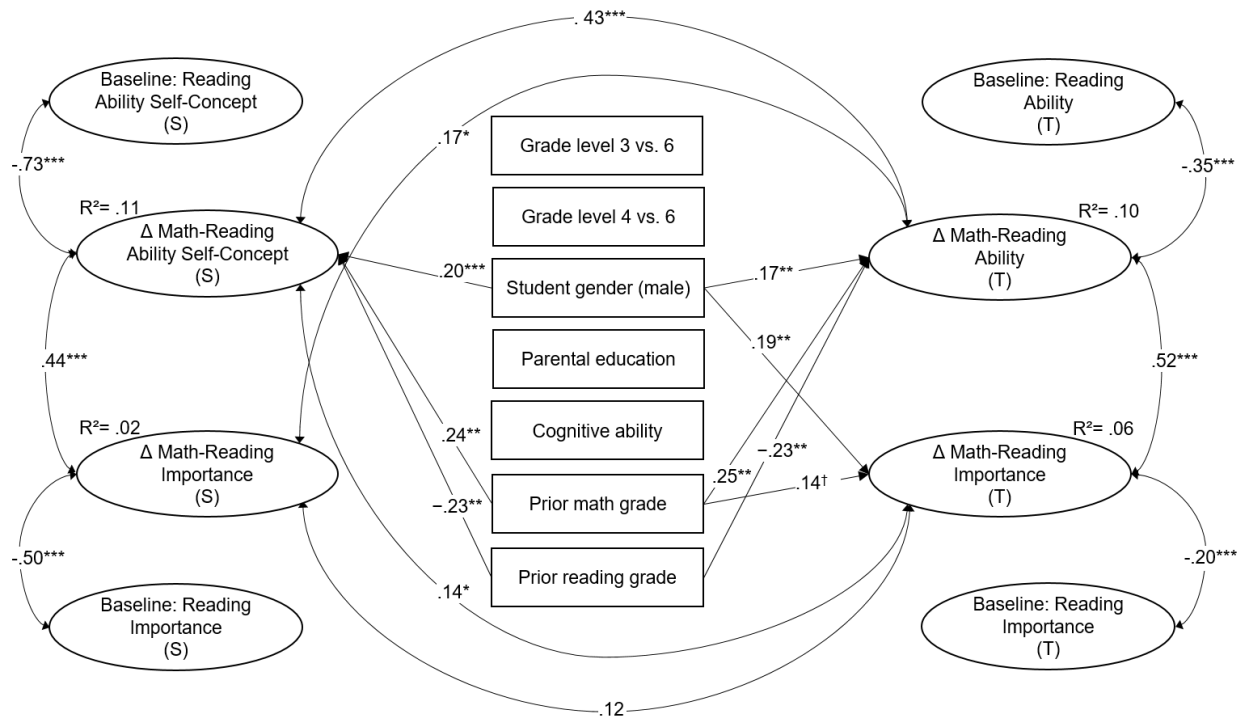 . 43***
Baseline: Reading
Ability Self-Concept
(S)
Baseline: Reading
Ability
(T)
.17*
Grade level 3 vs. 6
-.73***
-.35***
R²= .11
Grade level 4 vs. 6
R²= .10
Δ Math-Reading
Ability Self-Concept
(S)
Δ Math-Reading
Ability
(T)
.20***
Student gender (male)
.17**
.19**
.44***
Parental education
.52***
R²= .02
Cognitive ability
R²= .06
.24**
−.23**
Δ Math-Reading
Importance
(S)
Δ Math-Reading
Importance
(T)
.25**
.14†
−.23**
Prior math grade
-.50***
-.20***
Prior reading grade
.14*
Baseline: Reading
Importance
(S)
Baseline: Reading
Importance
(T)
.12